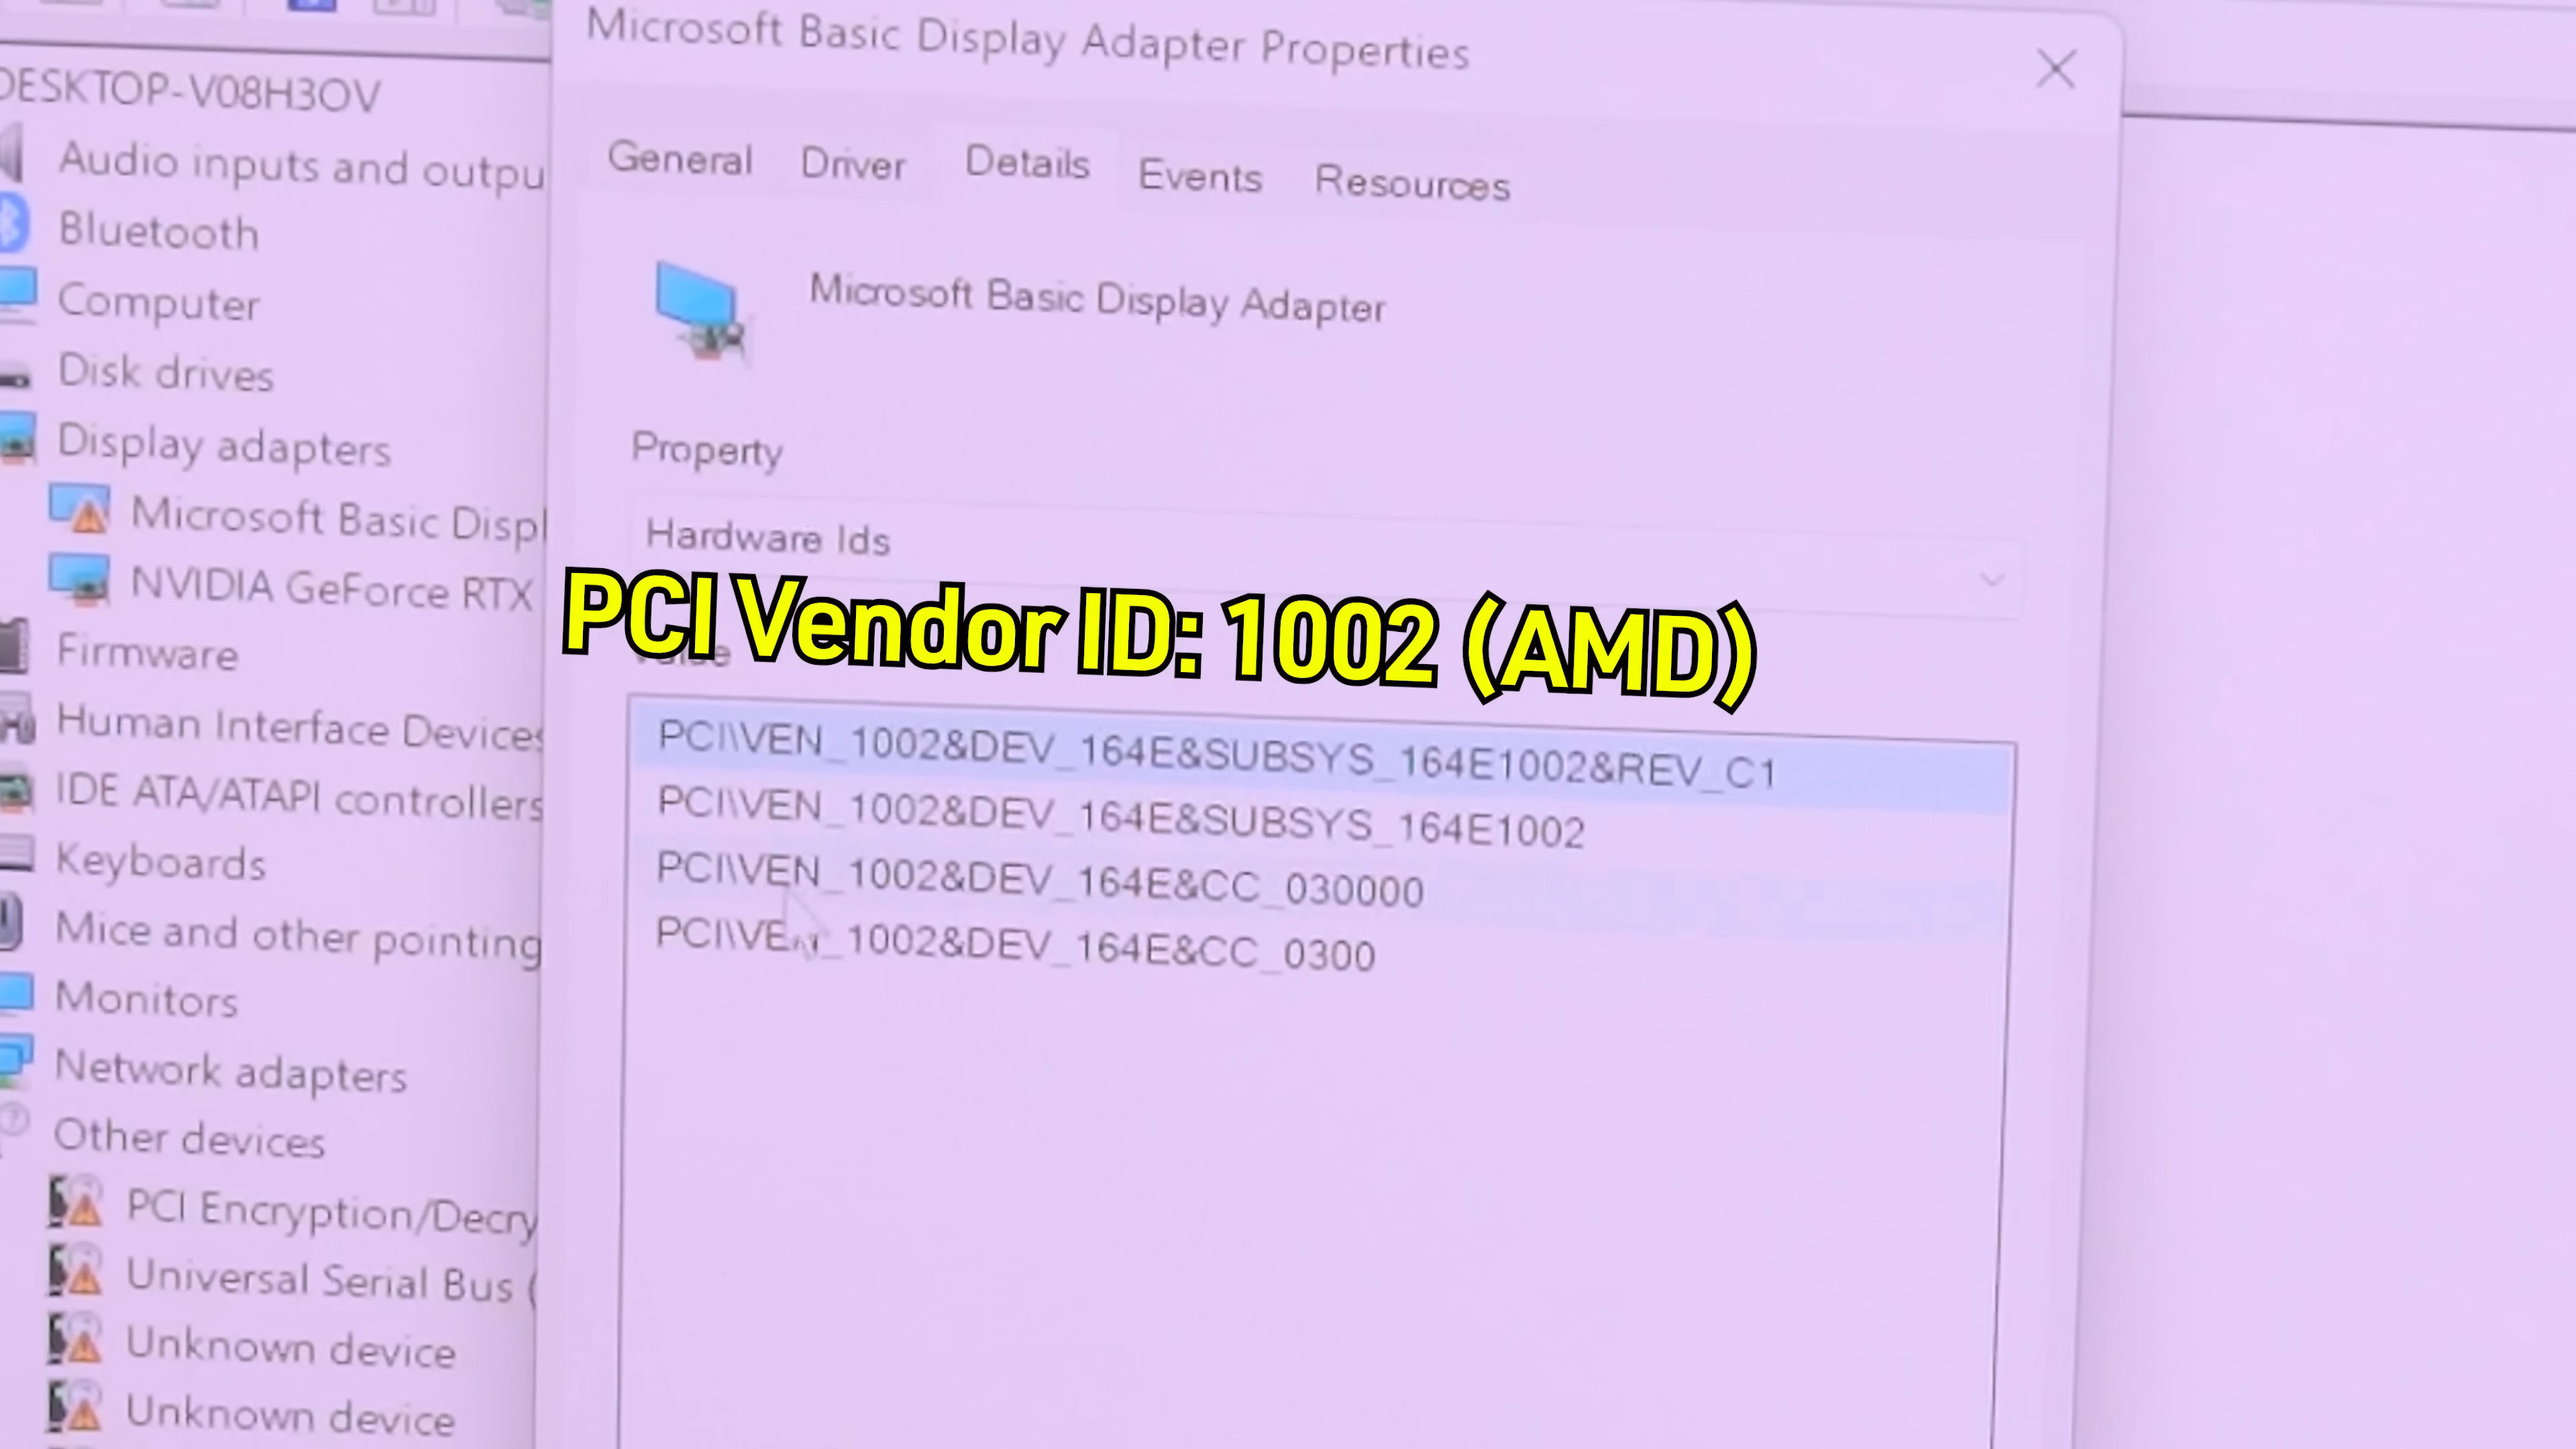 Microsoft Basic Display Adapter Properties
DESKTOP-V08H3OV
Audio inputs and outpu
Bluetooth
Computer
Disk drives
Display adapters
Microsoft Basic Displ
NVIDIA GeForce RTX
Firmware
Human Interface Devices
IDE ATA/ATAPI controllers
Keyboards
Mice and other pointing
Monitors
Network adapters
Other devices
PCI Encryption/Decry
Universal Serial Bus (
Unknown device
Unknown device
General Driver Details Events Resources
Microsoft Basic Display Adapter
Property
Hardware Ids
PCI Vendor ID: 1002 (AMD)
Value
PCI\VEN_1002&DEV_164E&SUBSYS_164E1002&REV_C1
PCI\VEN_1002&DEV_164E&SUBSYS_164E1002
PCI\VEN_1002&DEV_164E&CC_030000
PCI\VEN_1002&DEV_164E&CC_0300